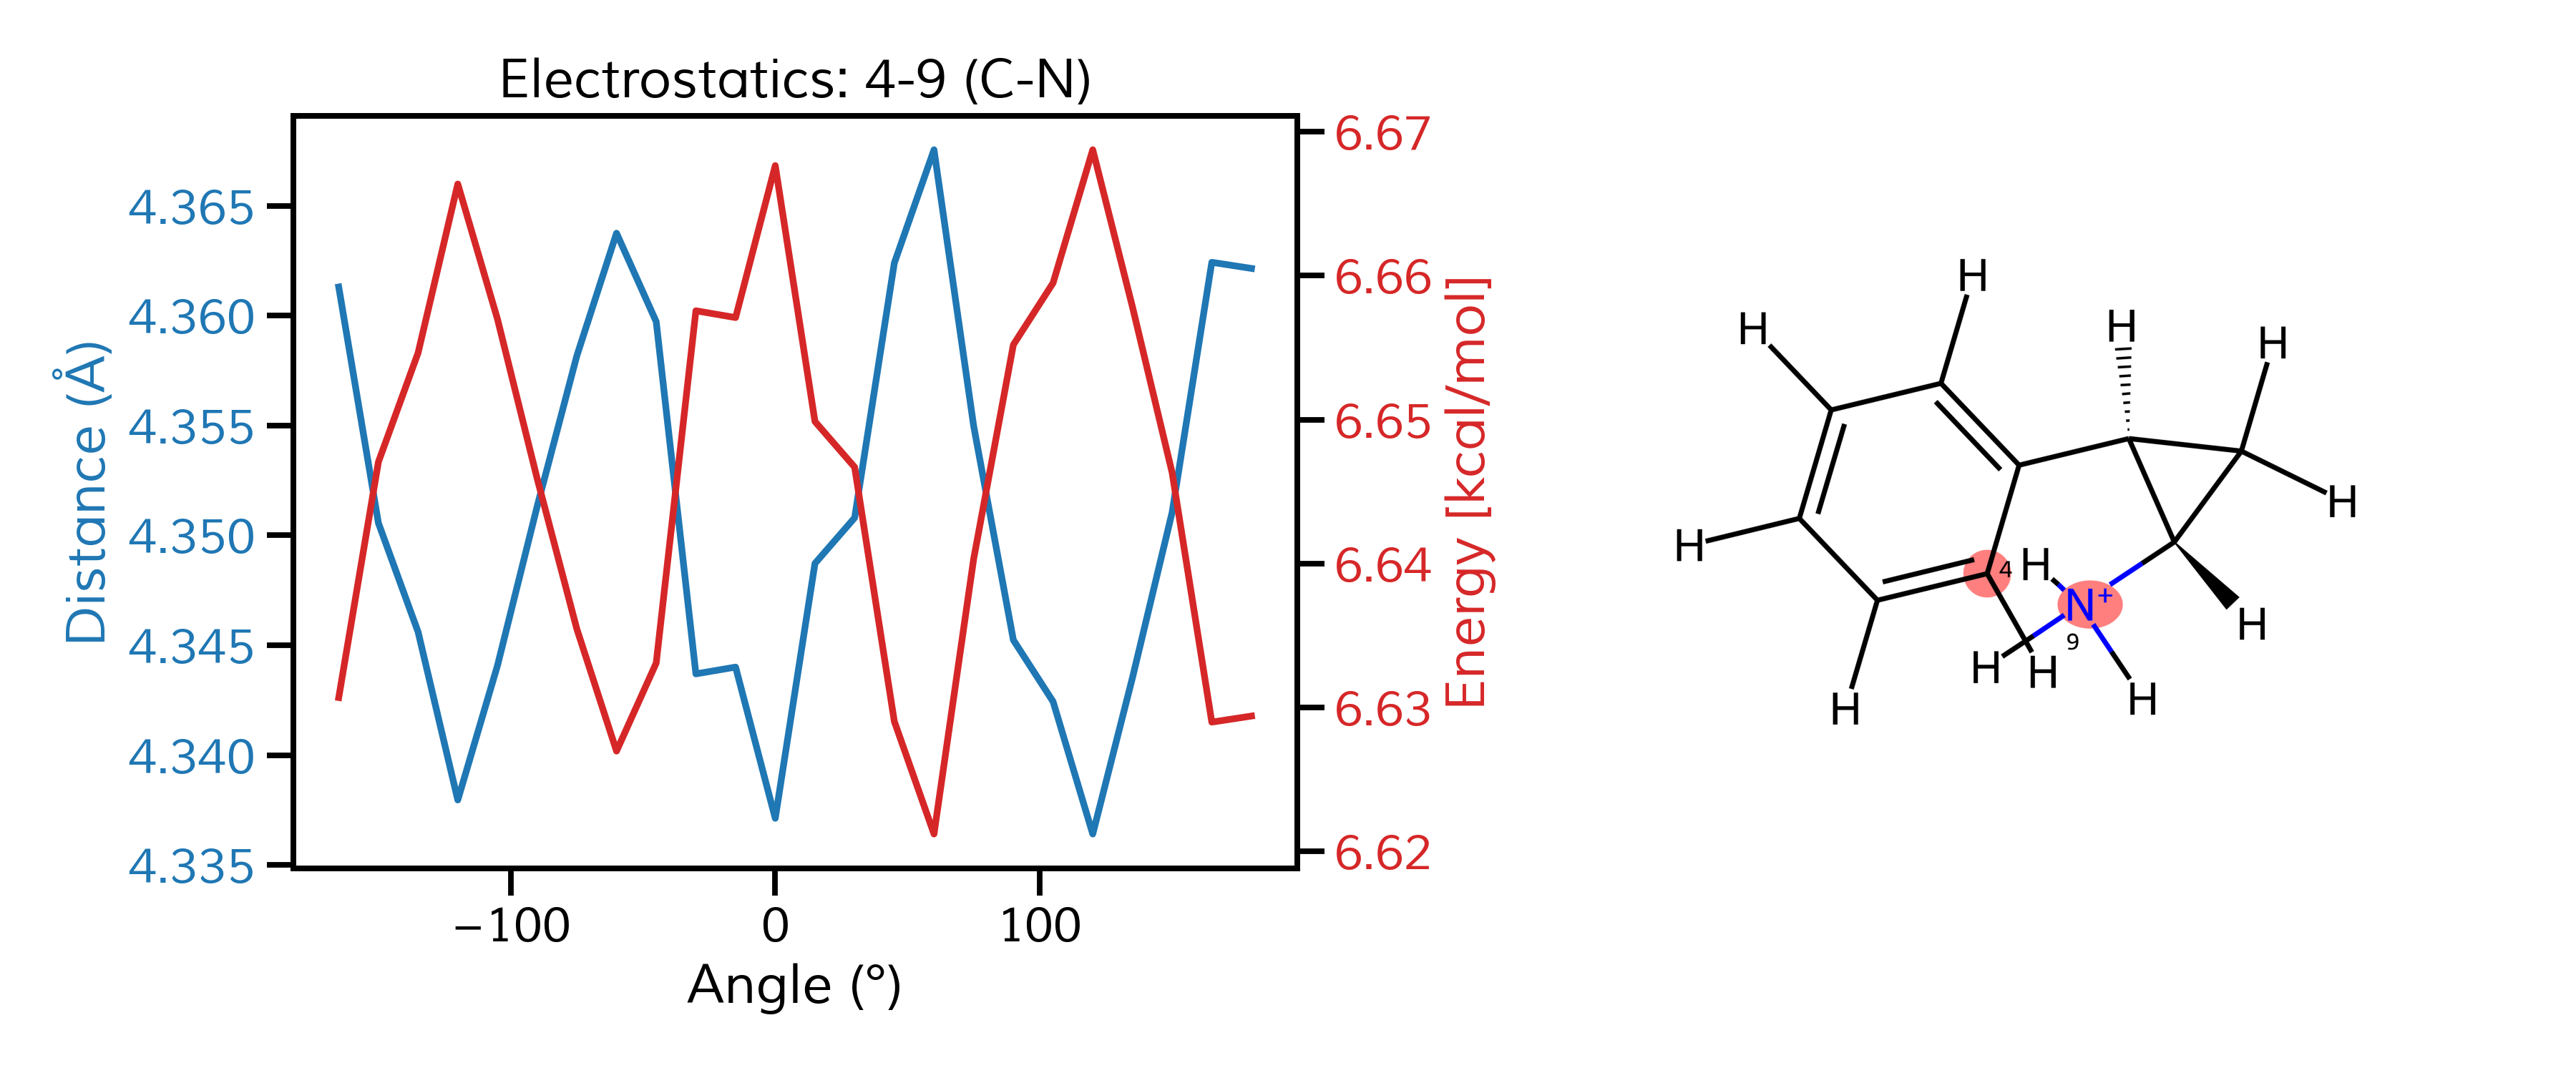 Electrostatics: 4-9 (C-N)
Distance (Å)
4.365
4.360
4.355
4.350
4.345
4.340
4.335
−100
0
100
Angle (°)
6.67
6.66
6.65
6.64
6.63
6.62
Energy [kcal/mol]
H
H
H
H
H
H
4
H
N+
9
H
H
H
H
H